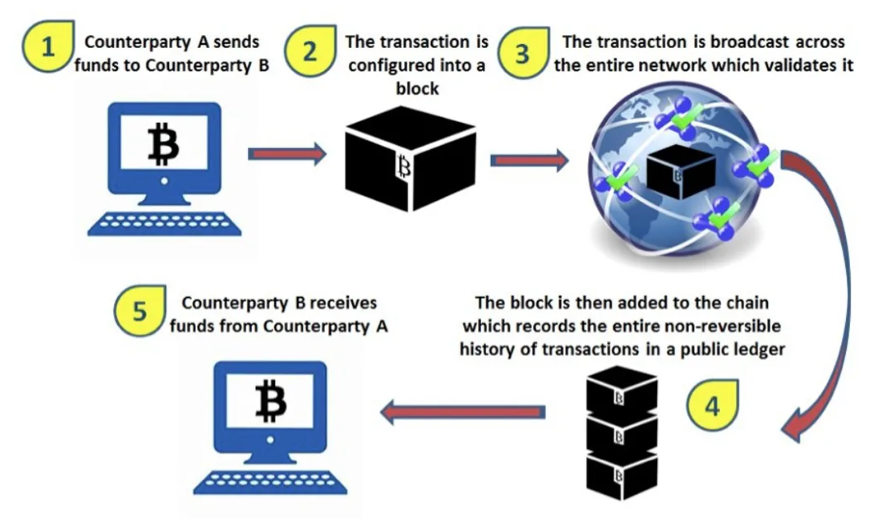 1
Counterparty A sends
funds to Counterparty B
2
The transaction is
configured into a
block
3
The transaction is broadcast across
the entire network which validates it
5
Counterparty B receives
funds from Counterparty A
The block is then added to the chain
which records the entire non-reversible
history of transactions in a public ledger
4